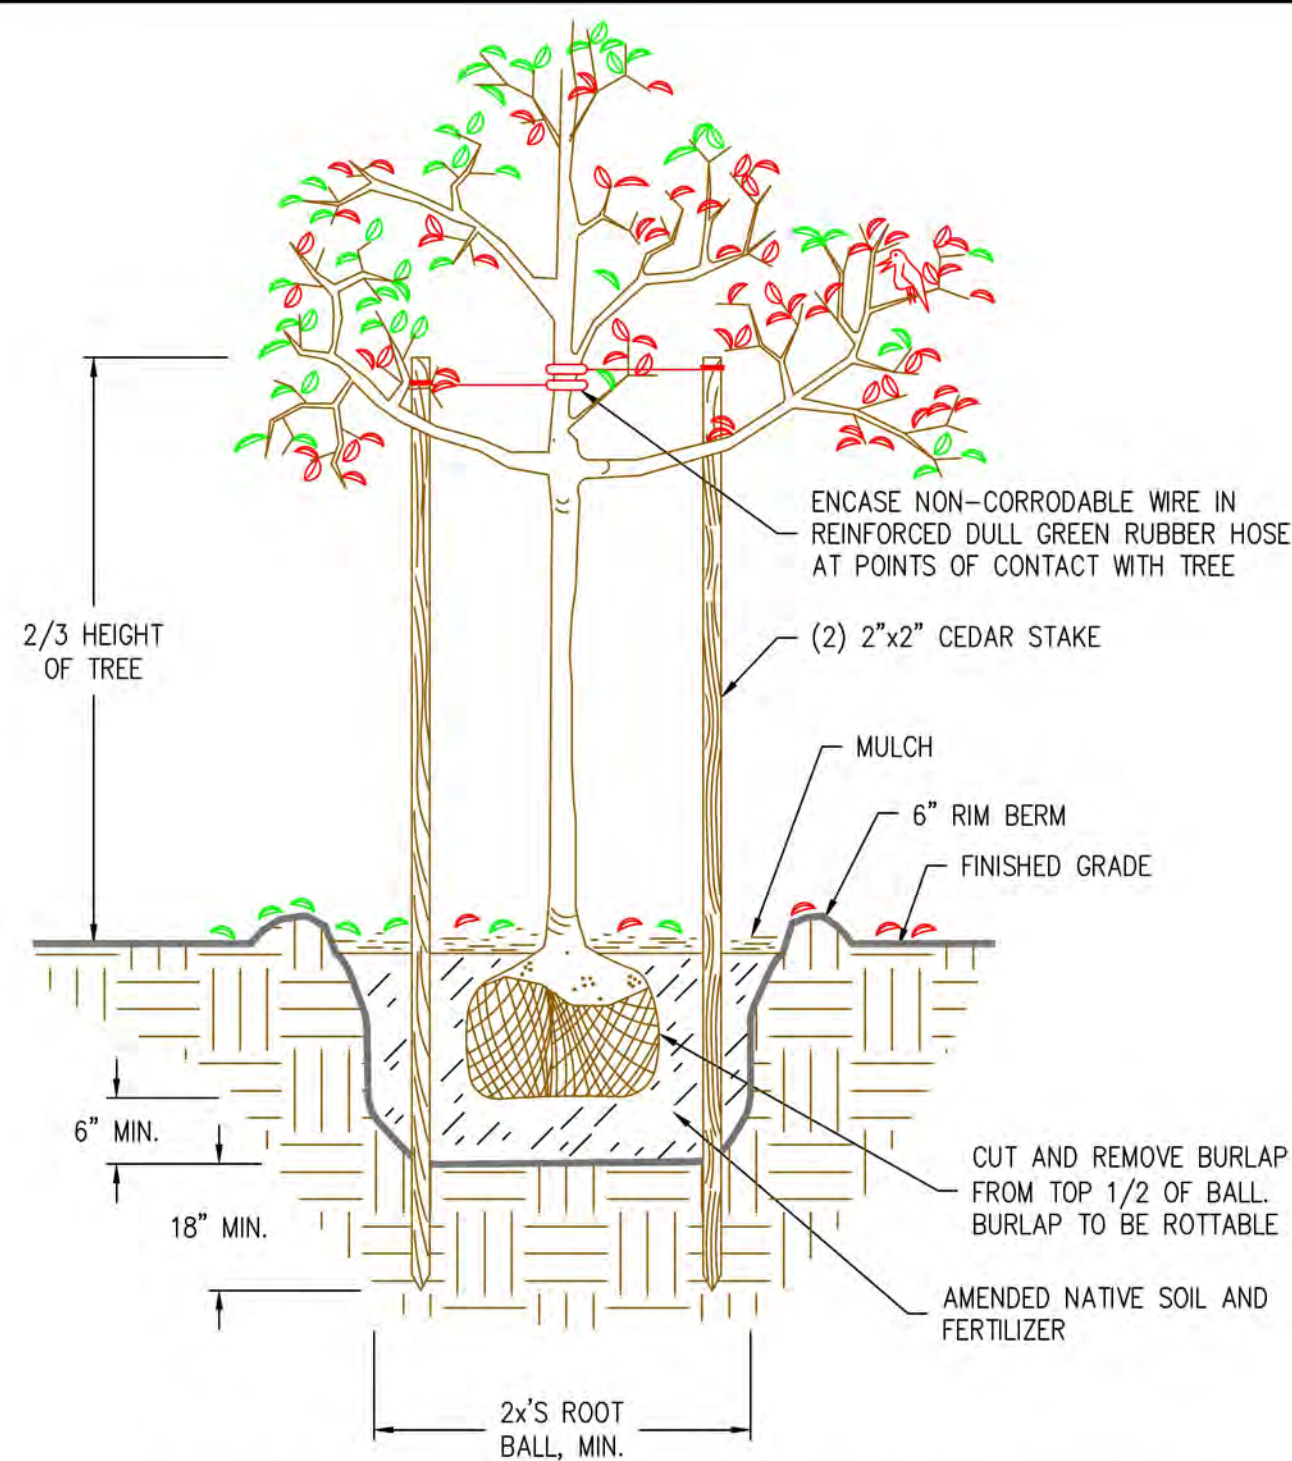 ENCASE NON-CORRODABLE WIRE IN
REINFORCED DULL GREEN RUBBER HOSE
AT POINTS OF CONTACT WITH TREE
2/3 HEIGHT
OF TREE
(2) 2"x2" CEDAR STAKE
MULCH
6" RIM BERM
FINISHED GRADE
6" MIN.
18" MIN.
CUT AND REMOVE BURLAP
FROM TOP 1/2 OF BALL.
BURLAP TO BE ROTTABLE
AMENDED NATIVE SOIL AND
FERTILIZER
2x'S ROOT
BALL, MIN.